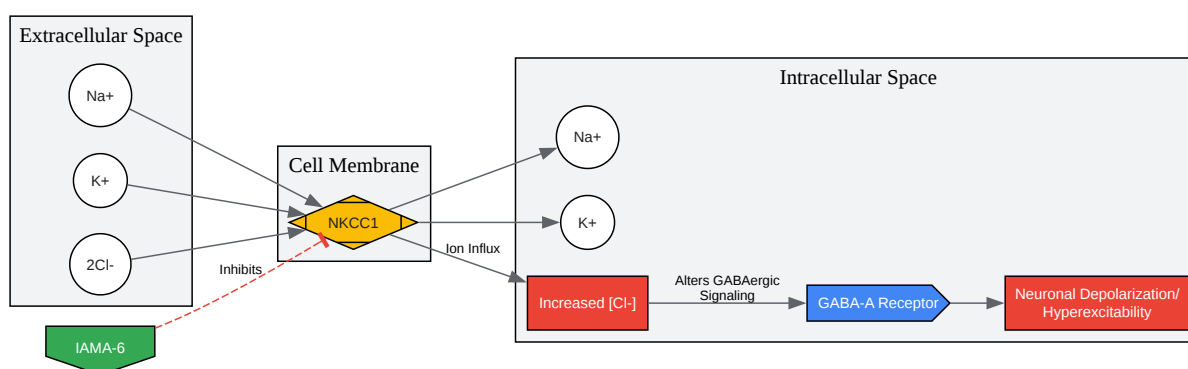 Extracellular Space
Na+
K+
2Cl-
IAMA-6
Inhibits
Cell Membrane
NKCC1
Ion Influx
Intracellular Space
Na+
K+
Increased [Cl-]
Alters GABAergic
Signaling
GABA-A Receptor
Neuronal Depolarization/
Hyperexcitability